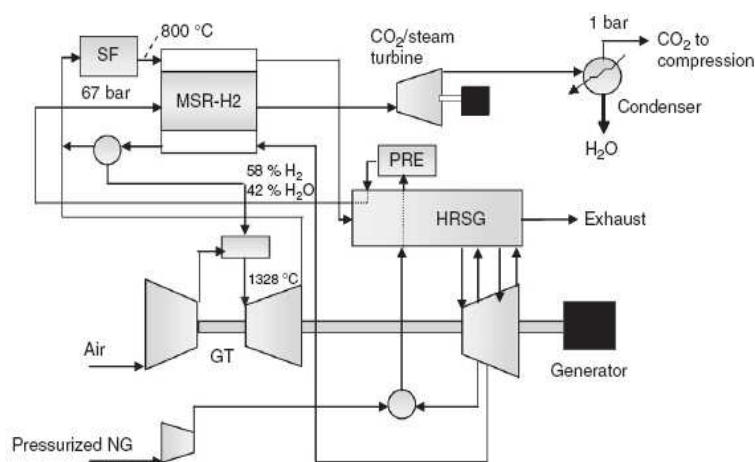 SF
800 °C
67 bar
MSR-H2
CO₂/steam
turbine
1 bar
CO₂ to
compression
Condenser
H₂O
58 % H₂
42 % H₂O
PRE
HRSG
Exhaust
1328 °C
Air
GT
Generator
Pressurized NG